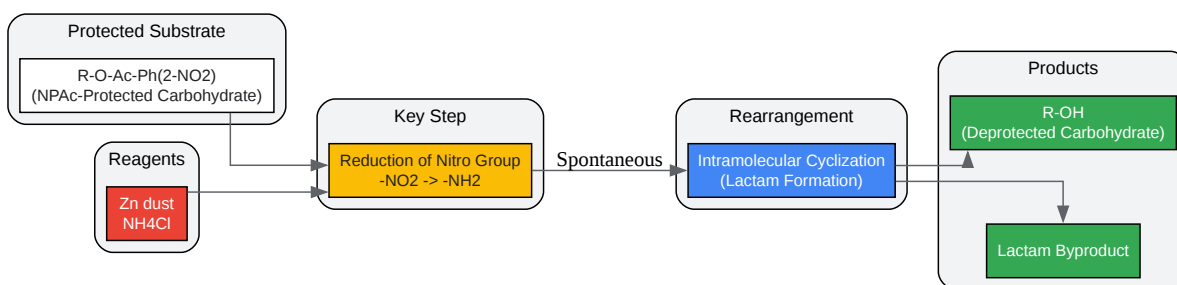 Protected Substrate
R-O-Ac-Ph(2-NO2)
(NPAc-Protected Carbohydrate)
Reagents
Zn dust
NH4Cl
Key Step
Reduction of Nitro Group
-NO2 -> -NH2
Spontaneous
Rearrangement
Intramolecular Cyclization
(Lactam Formation)
Products
R-OH
(Deprotected Carbohydrate)
Lactam Byproduct